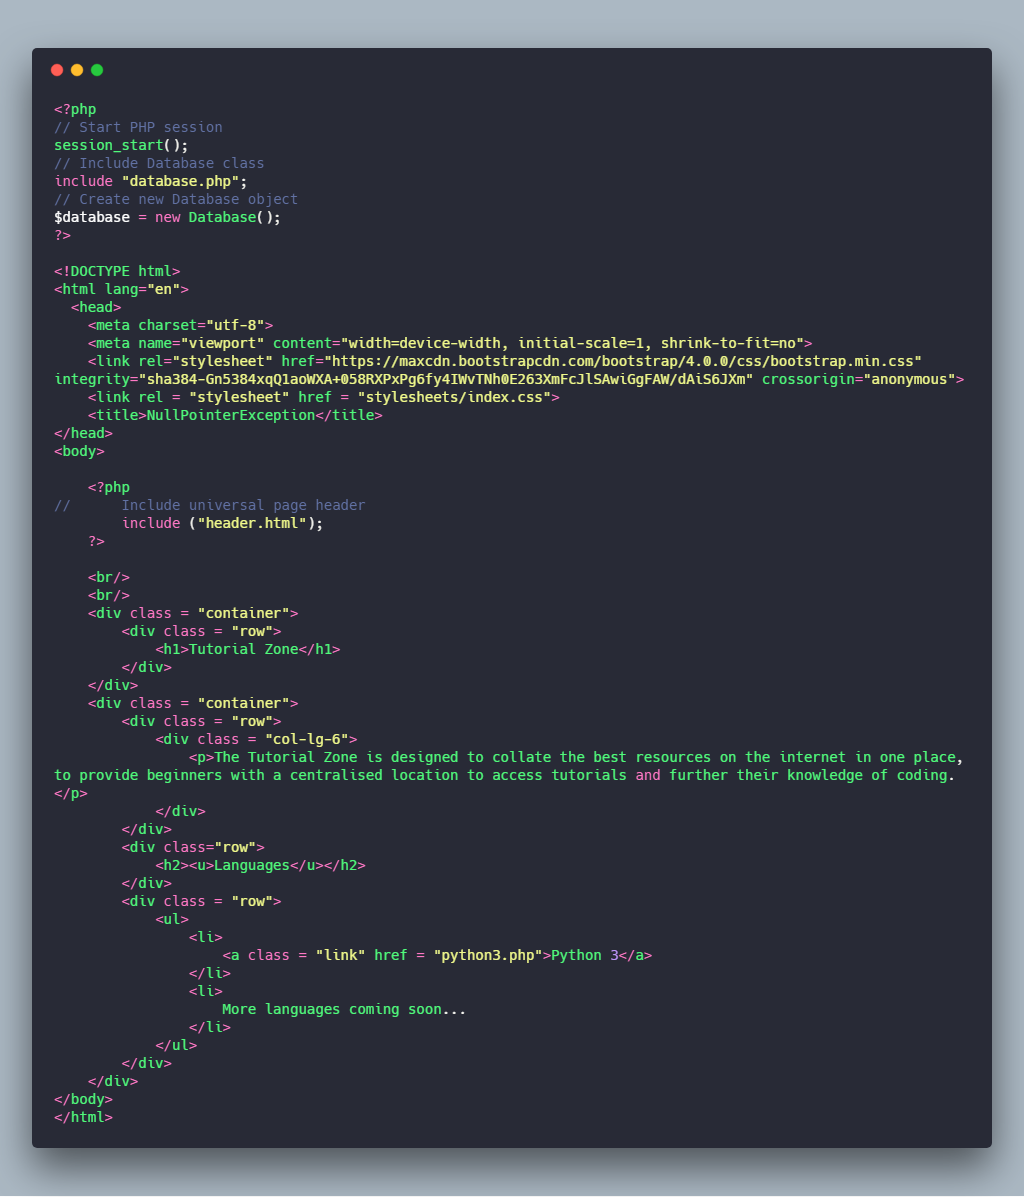 <?php
// Start PHP session
session_start();
// Include Database class
include "database.php";
// Create new Database object
$database = new Database();
?>

<!DOCTYPE html>
<html lang="en">
  <head>
    <meta charset="utf-8">
    <meta name="viewport" content="width=device-width, initial-scale=1, shrink-to-fit=no">
    <link rel="stylesheet" href="https://maxcdn.bootstrapcdn.com/bootstrap/4.0.0/css/bootstrap.min.css"
integrity="sha384-Gn5384xqQ1aoWXA+058RXPxPg6fy4IWvTNh0E263XmFcJlSAwiGgFAW/dAiS6JXm" crossorigin="anonymous">
    <link rel = "stylesheet" href = "stylesheets/index.css">
    <title>NullPointerException</title>
</head>
<body>

    <?php
//      Include universal page header
        include ("header.html");
    ?>

    <br/>
    <br/>
    <div class = "container">
        <div class = "row">
            <h1>Tutorial Zone</h1>
        </div>
    </div>
    <div class = "container">
        <div class = "row">
            <div class = "col-lg-6">
                <p>The Tutorial Zone is designed to collate the best resources on the internet in one place,
to provide beginners with a centralised location to access tutorials and further their knowledge of coding.
</p>
            </div>
        </div>
        <div class="row">
            <h2><u>Languages</u></h2>
        </div>
        <div class = "row">
            <ul>
                <li>
                    <a class = "link" href = "python3.php">Python 3</a>
                </li>
                <li>
                    More languages coming soon...
                </li>
            </ul>
        </div>
    </div>
</body>
</html>